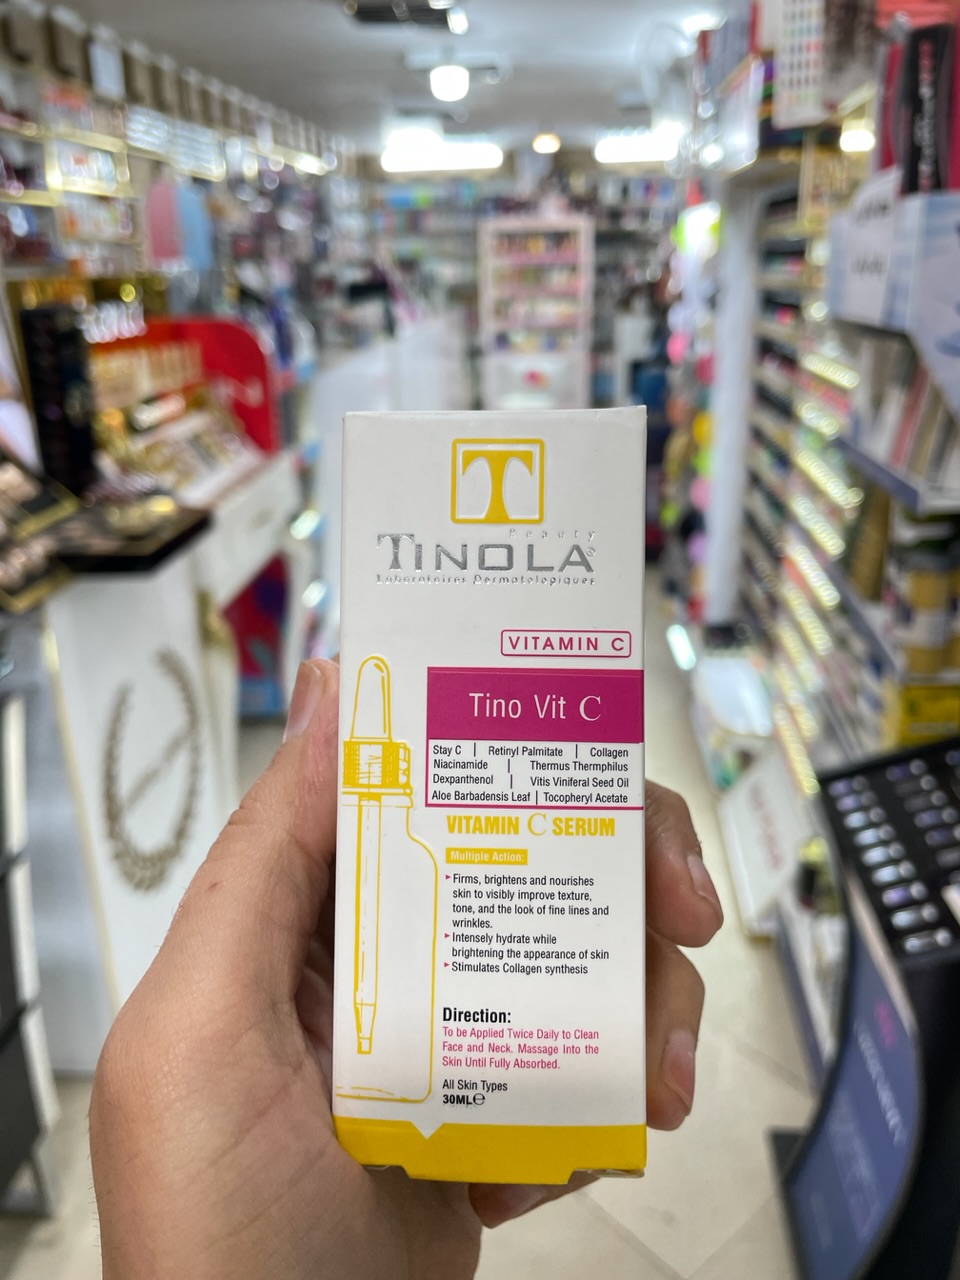 T
Beauty
TINOLA®
Laboratoires Dermatologiques
VITAMIN C
Tino Vit C
Stay C | Retinyl Palmitate | Collagen
Niacinamide | Thermus Thermphilus
Dexpanthenol | Vitis Viniferal Seed Oil
Aloe Barbadensis Leaf | Tocopheryl Acetate
VITAMIN C SERUM
Multiple Action:
Firms, brightens and nourishes
skin to visibly improve texture,
tone, and the look of fine lines and
wrinkles.
Intensely hydrate while
brightening the appearance of skin
Stimulates Collagen synthesis
Direction:
To be Applied Twice Daily to Clean
Face and Neck. Massage Into the
Skin Until Fully Absorbed.
All Skin Types
30ML℮